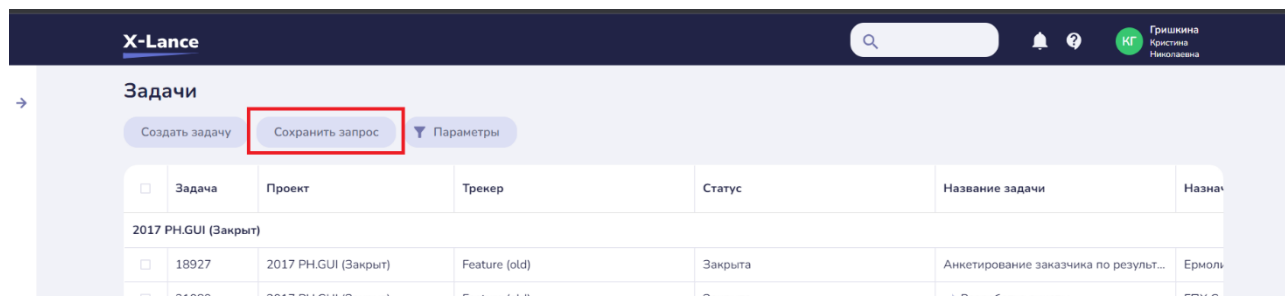 X-Lance
КГ
Гришкина
Кристина
Николаевна
Задачи
Создать задачу Сохранить запрос Параметры
Задача Проект Трекер Статус Название задачи
2017 PH.GUI (Закрыт)
18927 2017 PH.GUI (Закрыт) Feature (old) Закрыта Анкетирование заказчика по результ...